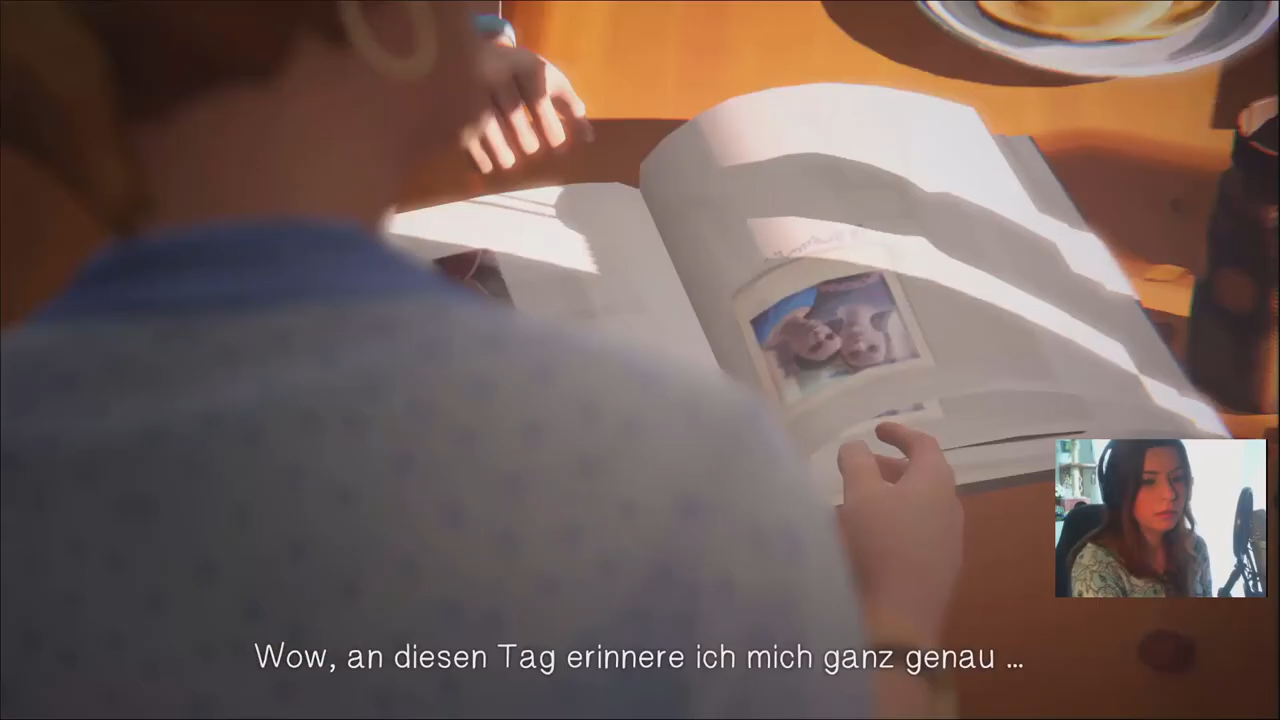 Wow, an diesen Tag erinnere ich mich ganz genau ...